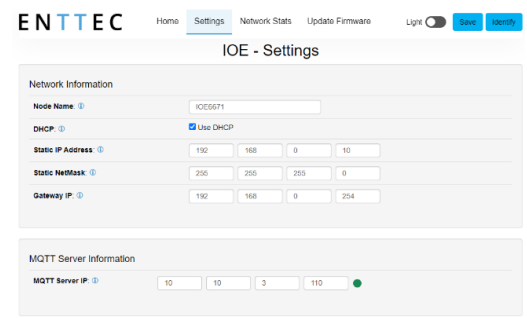 ENTTEC Home Settings Network Stats Update Firmware Light Save Identify
IOE - Settings
Network Information
Node Name: IOE6671
DHCP: Use DHCP
Static IP Address: 192 168 0 10
Static NetMask: 255 255 255 0
Gateway IP: 192 168 0 254
MQTT Server Information
MQTT Server IP: 10 10 3 110